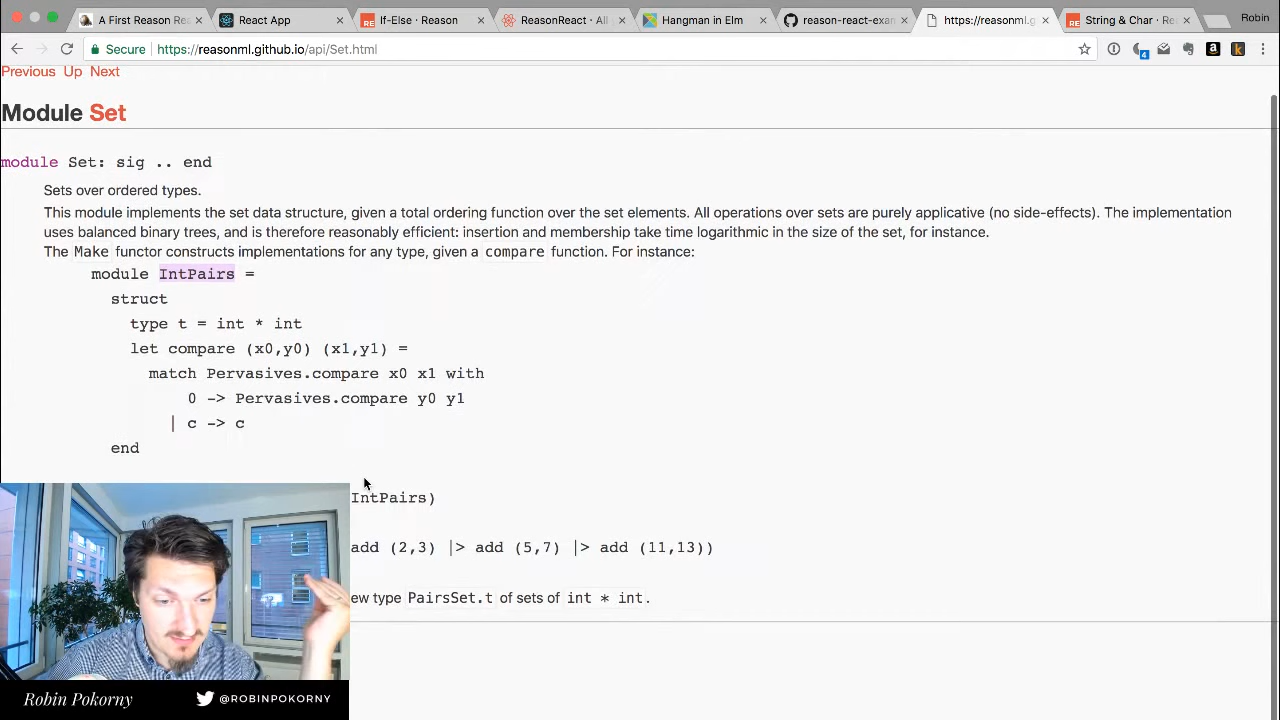 A First Reason Re
React App
If-Else · Reason
ReasonReact · All
Hangman in Elm
reason-react-exam
https://reasonml.g
String & Char · Re
Robin
Secure https://reasonml.github.io/api/Set.html
4
Previous Up Next
Module Set
module Set: sig .. end
Sets over ordered types.
This module implements the set data structure, given a total ordering function over the set elements. All operations over sets are purely applicative (no side-effects). The implementation
uses balanced binary trees, and is therefore reasonably efficient: insertion and membership take time logarithmic in the size of the set, for instance.
The Make functor constructs implementations for any type, given a compare function. For instance:
module IntPairs =
struct
type t = int * int
let compare (x0,y0) (x1,y1) =
match Pervasives.compare x0 x1 with
0 -> Pervasives.compare y0 y1
| c -> c
end
IntPairs)
add (2,3) |> add (5,7) |> add (11,13))
ew type PairsSet.t of sets of int * int.
Robin Pokorny
@ROBINPOKORNY